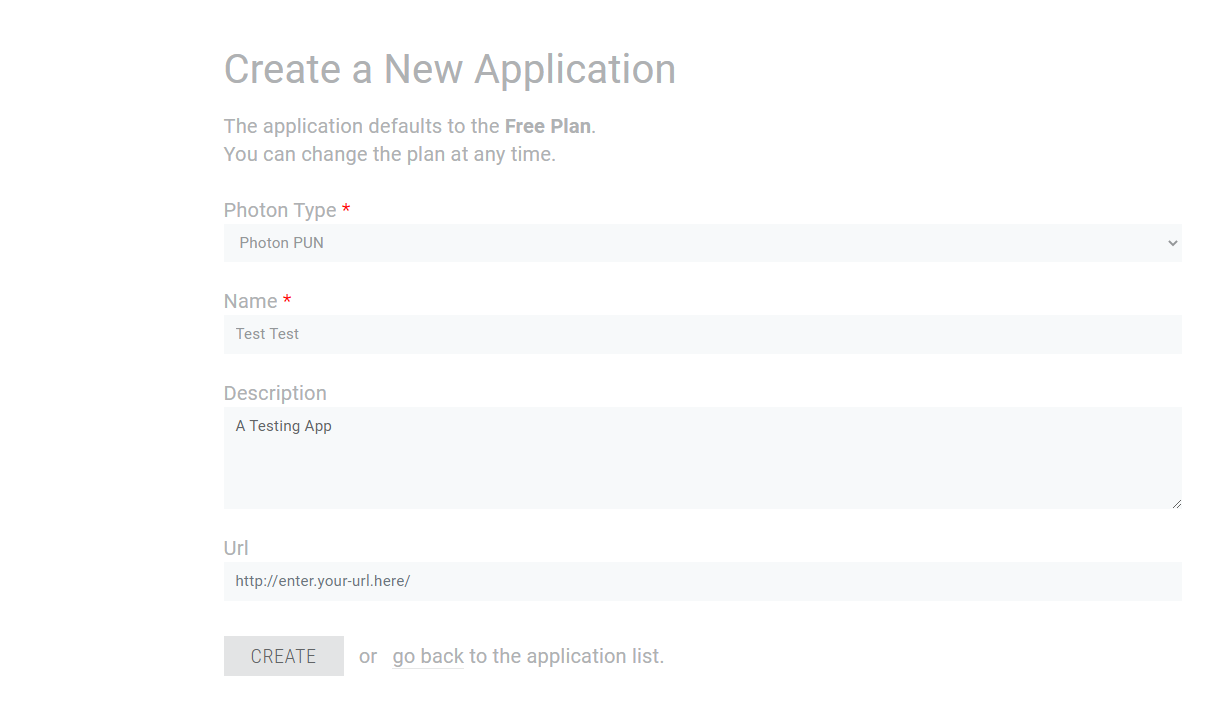 Create a New Application
The application defaults to the Free Plan.
You can change the plan at any time.
Photon Type *
Photon PUN
Name *
Test Test
Description
A Testing App
Url
http://enter.your-url.here/
CREATE or go back to the application list.